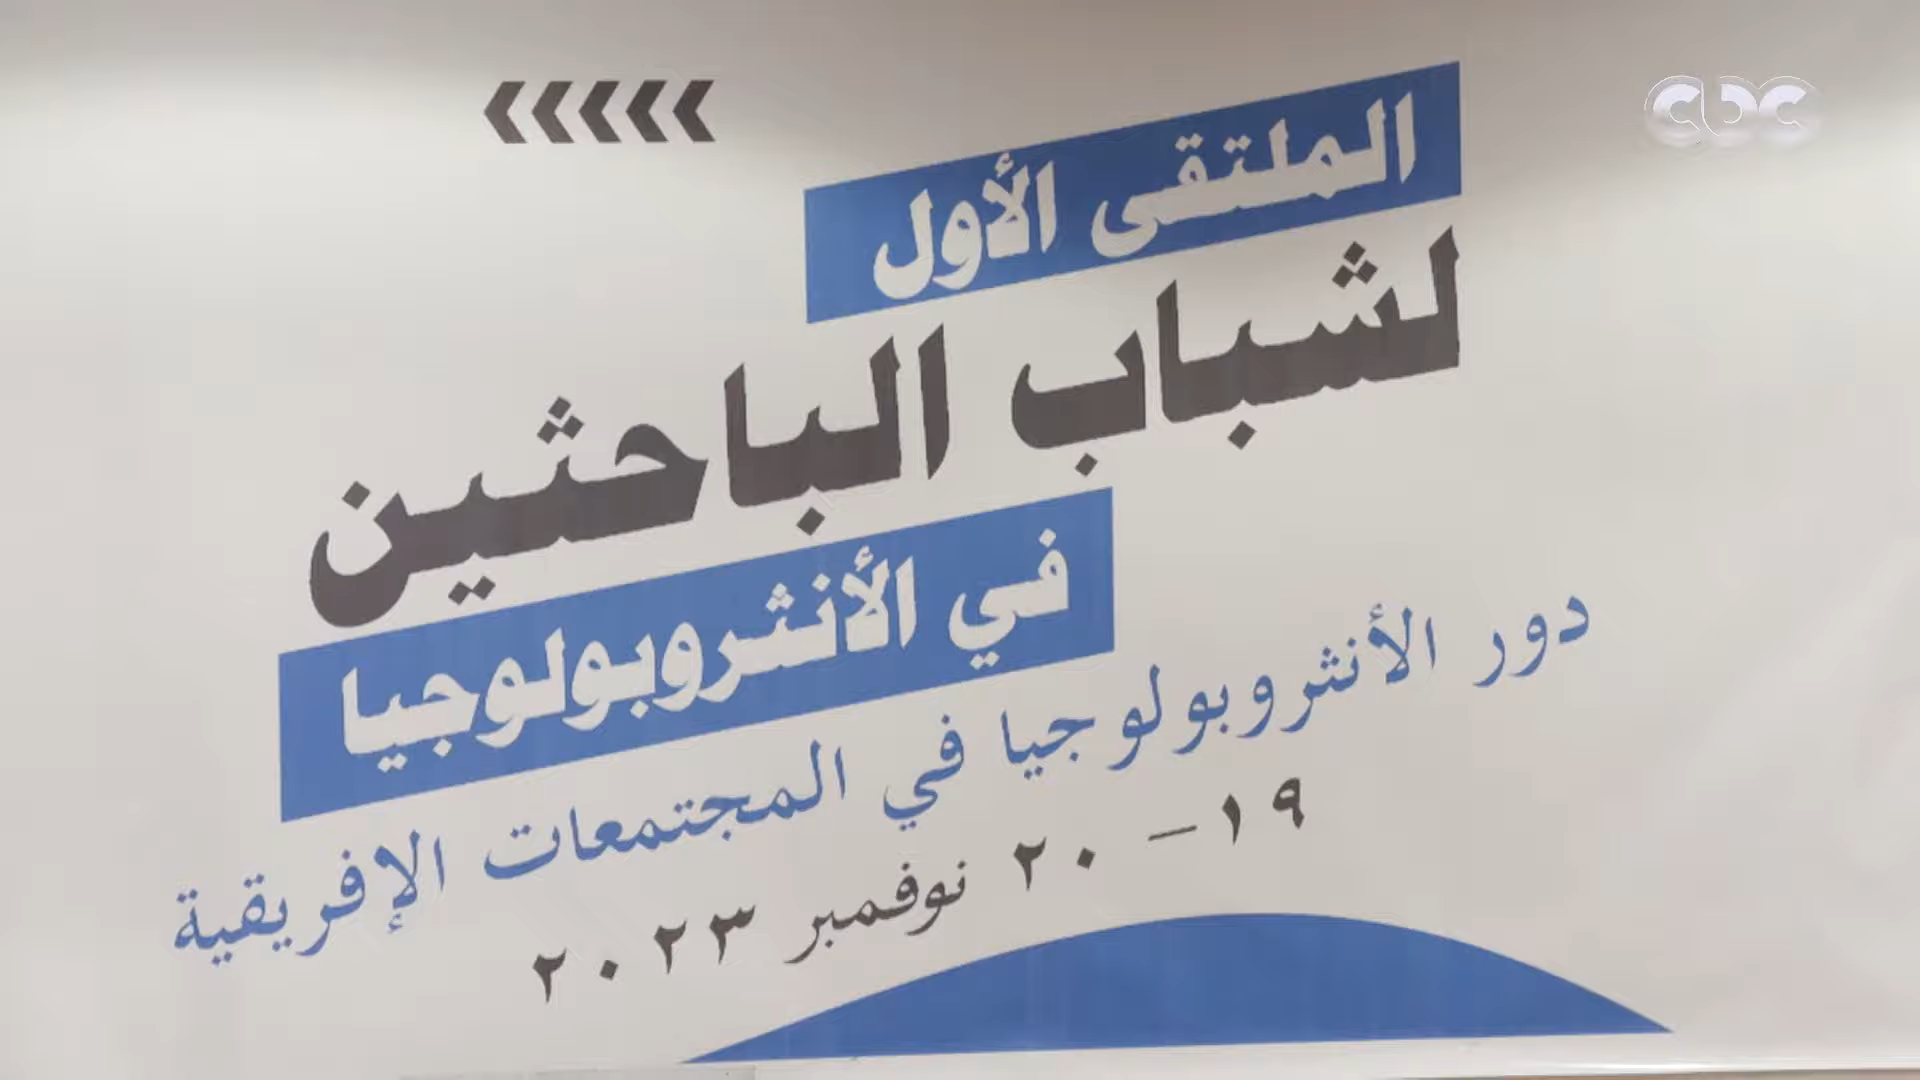 الملتقى الأول
لشباب الباحثين
في الأنثروبولوجيا
دور الأنثروبولوجيا في المجتمعات الإفريقية
١٩ – ٢٠ نوفمبر ٢٠٢٣
CBC